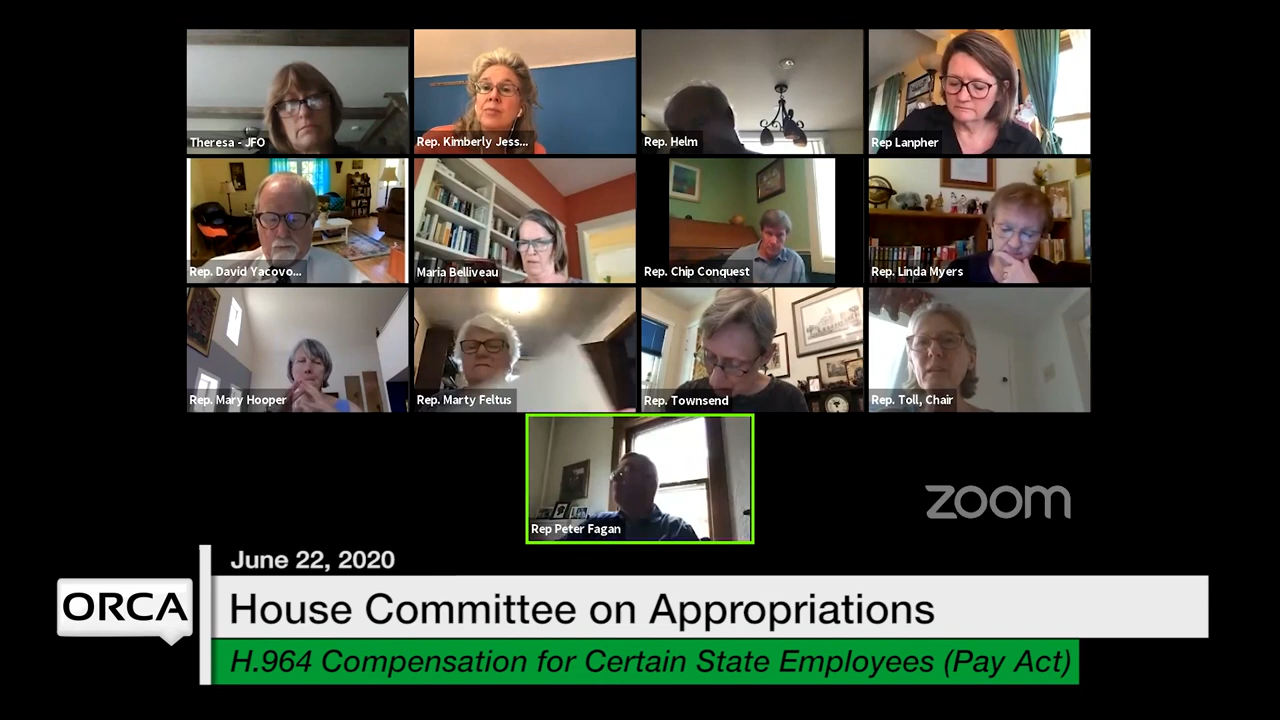 Theresa - JFO
Rep. Kimberly Jess...
Rep. Helm
Rep Lanpher
Rep. David Yacovo...
Maria Belliveau
Rep. Chip Conquest
Rep. Linda Myers
Rep. Mary Hooper
Rep. Marty Feltus
Rep. Townsend
Rep. Toll, Chair
Rep Peter Fagan
zoom
June 22, 2020
ORCA
House Committee on Appropriations
H.964 Compensation for Certain State Employees (Pay Act)